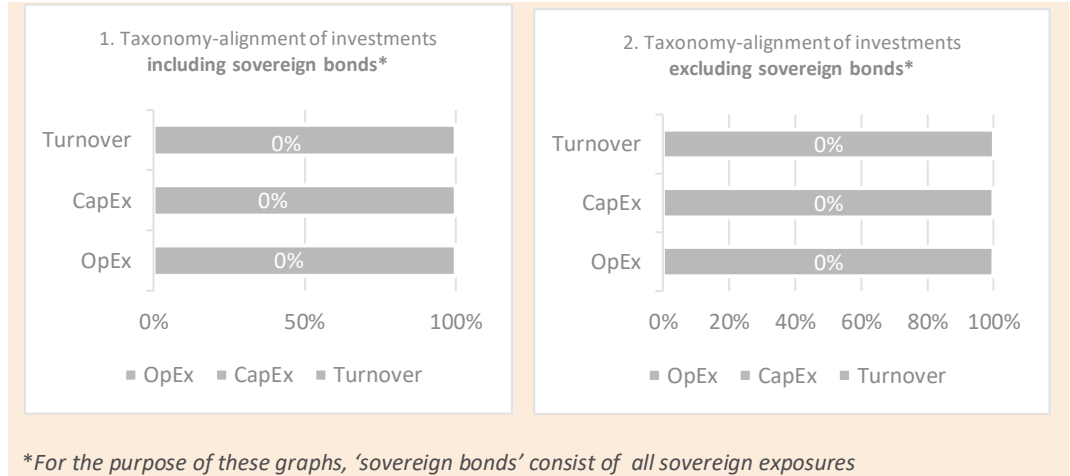 1. Taxonomy-alignment of investments
including sovereign bonds*
Turnover
0%
CapEx
0%
OpEx
0%
0% 50% 100%
OpEx CapEx Turnover
2. Taxonomy-alignment of investments
excluding sovereign bonds*
Turnover
0%
CapEx
0%
OpEx
0%
0% 20% 40% 60% 80% 100%
OpEx CapEx Turnover
*For the purpose of these graphs, ‘sovereign bonds’ consist of all sovereign exposures